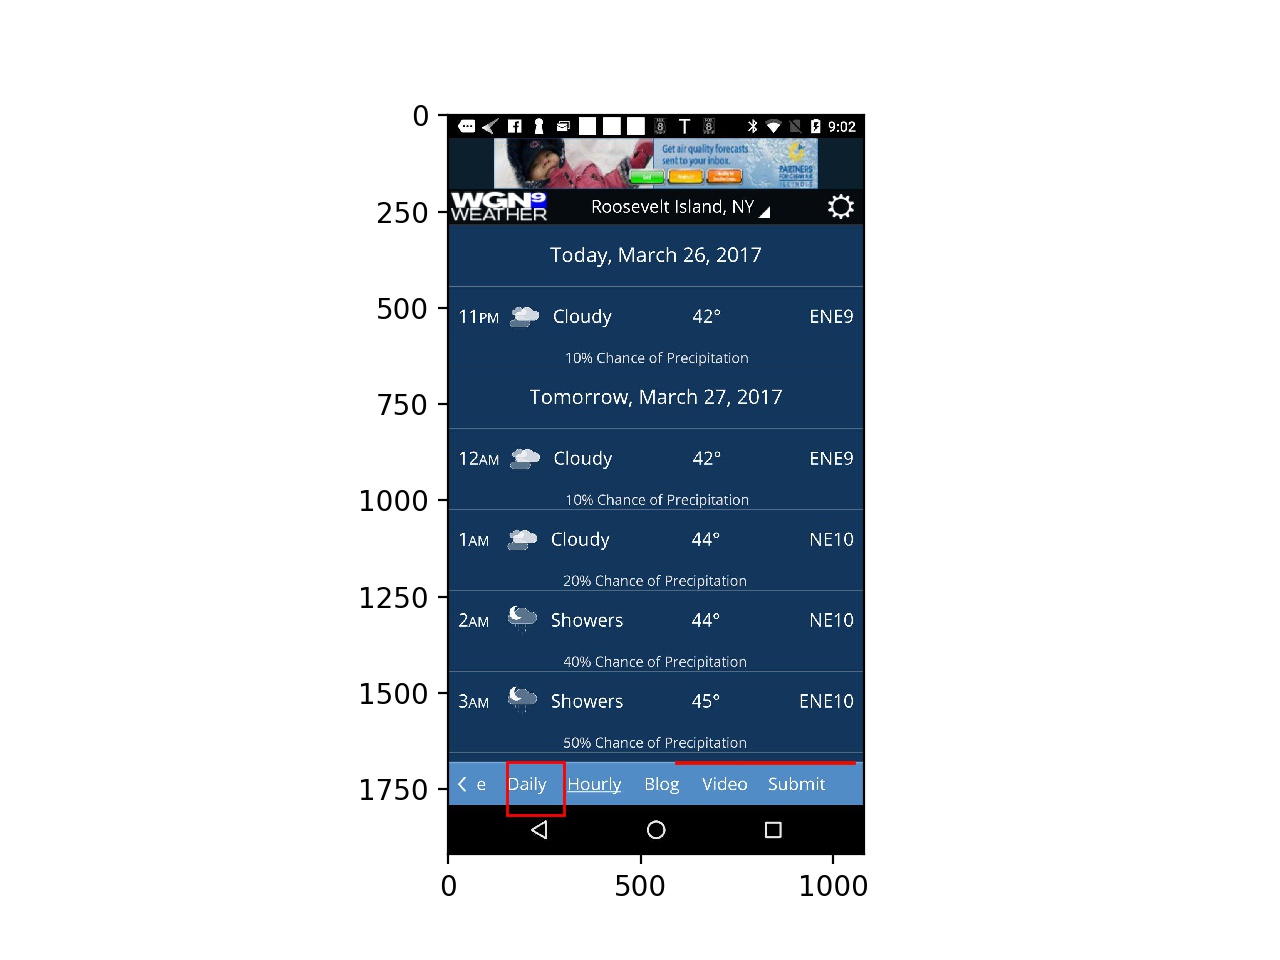 0
250
500
750
1000
1250
1500
1750
0 500 1000
9:02
Get air quality forecasts
sent to your inbox.
PARTNERS
FOR CLEAN AIR
ILLINOIS
WGN9
WEATHER
Roosevelt Island, NY
Today, March 26, 2017
11PM Cloudy 42° ENE9
10% Chance of Precipitation
Tomorrow, March 27, 2017
12AM Cloudy 42° ENE9
10% Chance of Precipitation
1AM Cloudy 44° NE10
20% Chance of Precipitation
2AM Showers 44° NE10
40% Chance of Precipitation
3AM Showers 45° ENE10
50% Chance of Precipitation
e Daily Hourly Blog Video Submit